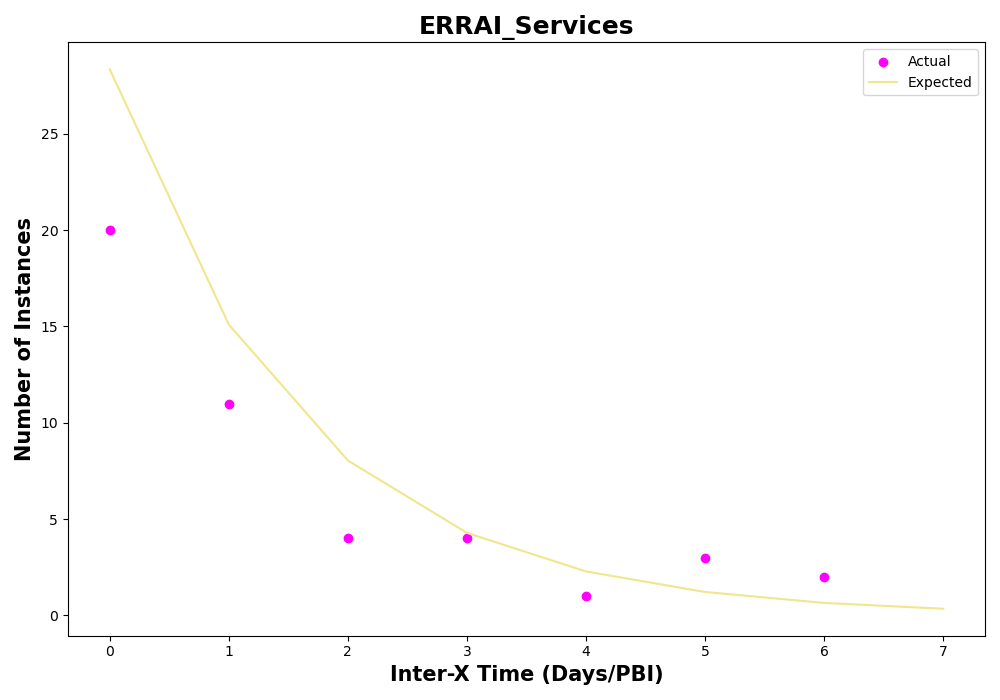 ERRAI_Services
Actual
Expected
Number of Instances
25
20
15
10
5
0
0 1 2 3 4 5 6 7
Inter-X Time (Days/PBI)